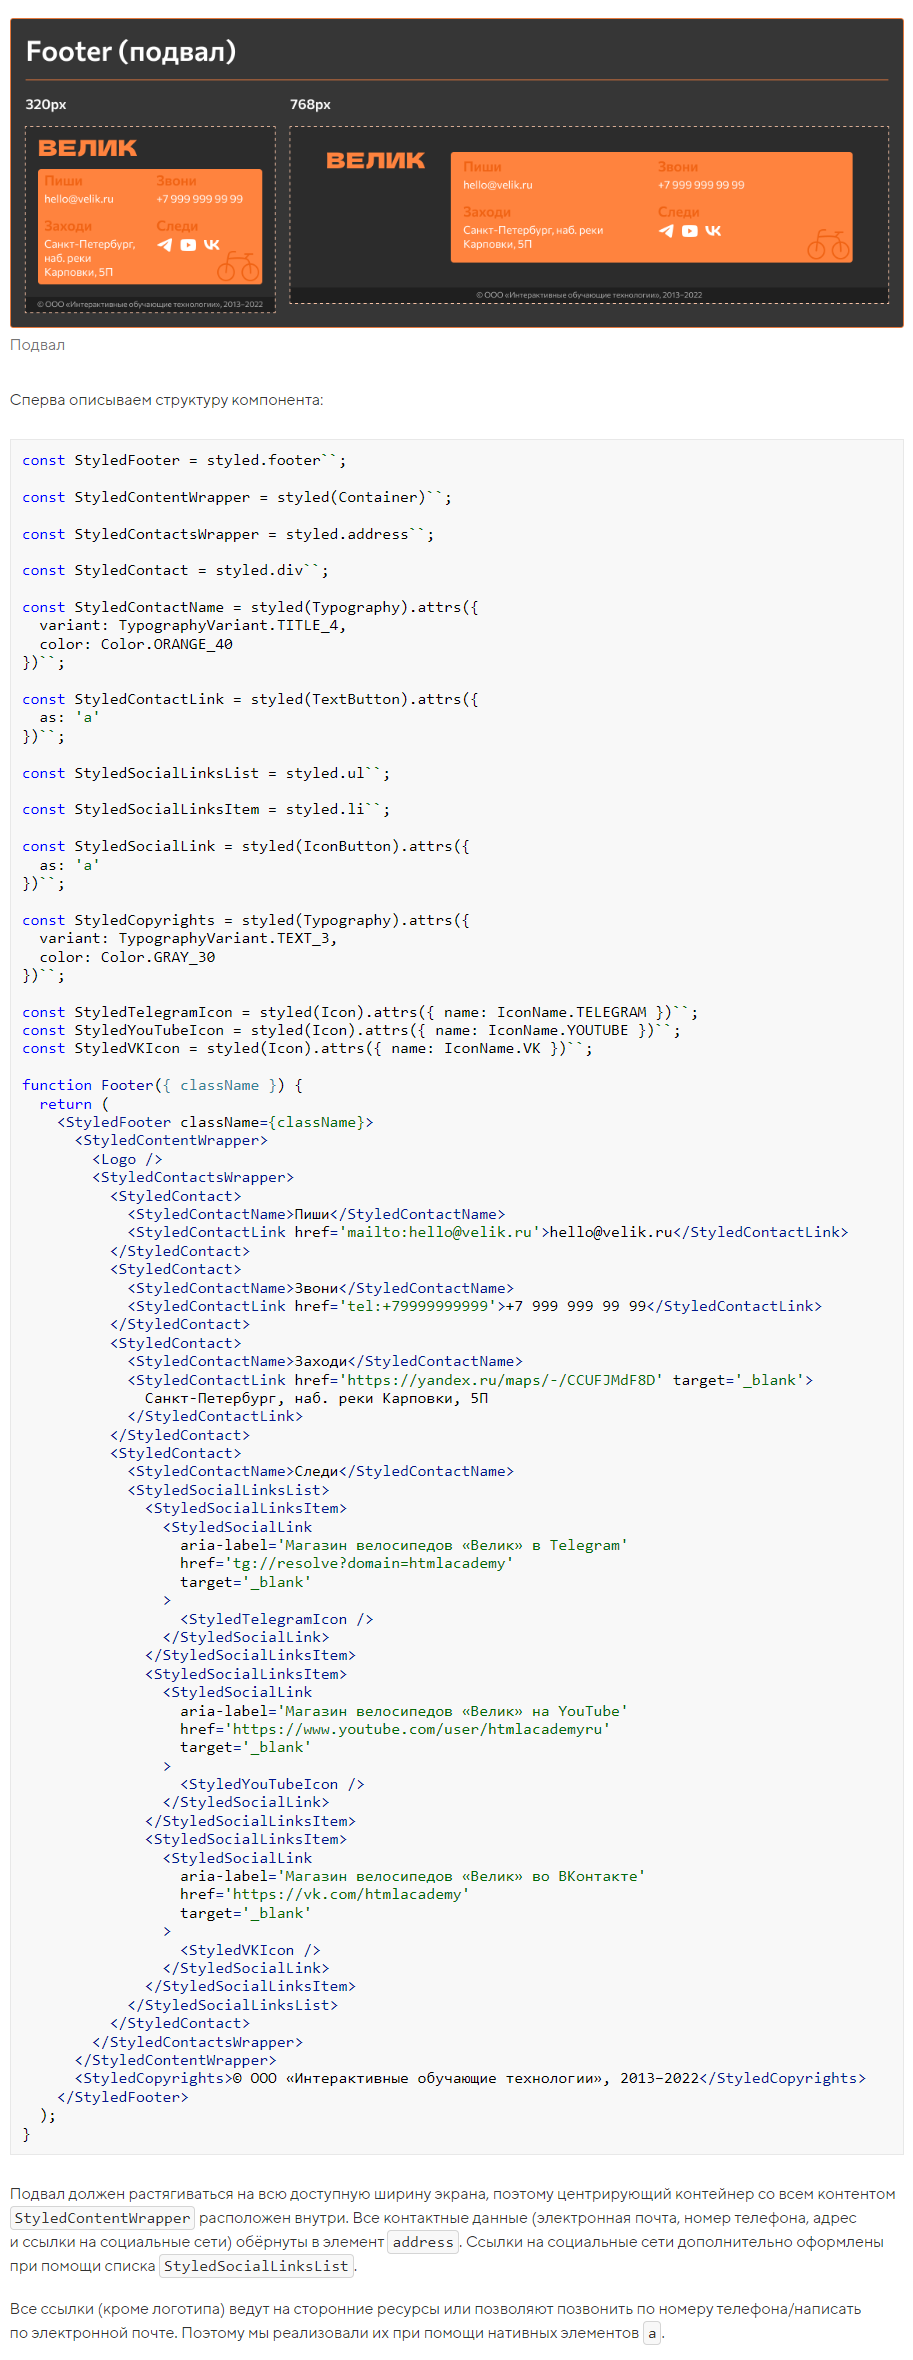 Footer (подвал)
320px
768px
ВЕЛИК
Пиши
Звони
hello@velik.ru
+7 999 999 99 99
Заходи
Следи
Санкт-Петербург,
наб. реки
Карповки, 5П
© ООО «Интерактивные обучающие технологии», 2013–2022
ВЕЛИК
Пиши
Звони
hello@velik.ru
+7 999 999 99 99
Заходи
Следи
Санкт-Петербург, наб. реки
Карповки, 5П
© ООО «Интерактивные обучающие технологии», 2013–2022
Подвал
Сперва описываем структуру компонента:
const StyledFooter = styled.footer``;
const StyledContentWrapper = styled(Container)``;
const StyledContactsWrapper = styled.address``;
const StyledContact = styled.div``;
const StyledContactName = styled(Typography).attrs({
  variant: TypographyVariant.TITLE_4,
  color: Color.ORANGE_40
})``;
const StyledContactLink = styled(TextButton).attrs({
  as: 'a'
})``;
const StyledSocialLinksList = styled.ul``;
const StyledSocialLinksItem = styled.li``;
const StyledSocialLink = styled(IconButton).attrs({
  as: 'a'
})``;
const StyledCopyrights = styled(Typography).attrs({
  variant: TypographyVariant.TEXT_3,
  color: Color.GRAY_30
})``;
const StyledTelegramIcon = styled(Icon).attrs({ name: IconName.TELEGRAM })``;
const StyledYouTubeIcon = styled(Icon).attrs({ name: IconName.YOUTUBE })``;
const StyledVKIcon = styled(Icon).attrs({ name: IconName.VK })``;
function Footer({ className }) {
  return (
    <StyledFooter className={className}>
      <StyledContentWrapper>
        <Logo />
        <StyledContactsWrapper>
          <StyledContact>
            <StyledContactName>Пиши</StyledContactName>
            <StyledContactLink href='mailto:hello@velik.ru'>hello@velik.ru</StyledContactLink>
          </StyledContact>
          <StyledContact>
            <StyledContactName>Звони</StyledContactName>
            <StyledContactLink href='tel:+79999999999'>+7 999 999 99 99</StyledContactLink>
          </StyledContact>
          <StyledContact>
            <StyledContactName>Заходи</StyledContactName>
            <StyledContactLink href='https://yandex.ru/maps/-/CCUFJMdF8D' target='_blank'>
              Санкт-Петербург, наб. реки Карповки, 5П
            </StyledContactLink>
          </StyledContact>
          <StyledContact>
            <StyledContactName>Следи</StyledContactName>
            <StyledSocialLinksList>
              <StyledSocialLinksItem>
                <StyledSocialLink
                  aria-label='Магазин велосипедов «Велик» в Telegram'
                  href='tg://resolve?domain=htmlacademy'
                  target='_blank'
                >
                  <StyledTelegramIcon />
                </StyledSocialLink>
              </StyledSocialLinksItem>
              <StyledSocialLinksItem>
                <StyledSocialLink
                  aria-label='Магазин велосипедов «Велик» на YouTube'
                  href='https://www.youtube.com/user/htmlacademyru'
                  target='_blank'
                >
                  <StyledYouTubeIcon />
                </StyledSocialLink>
              </StyledSocialLinksItem>
              <StyledSocialLinksItem>
                <StyledSocialLink
                  aria-label='Магазин велосипедов «Велик» во ВКонтакте'
                  href='https://vk.com/htmlacademy'
                  target='_blank'
                >
                  <StyledVKIcon />
                </StyledSocialLink>
              </StyledSocialLinksItem>
            </StyledSocialLinksList>
          </StyledContact>
        </StyledContactsWrapper>
      </StyledContentWrapper>
      <StyledCopyrights>© ООО «Интерактивные обучающие технологии», 2013–2022</StyledCopyrights>
    </StyledFooter>
  );
}
Подвал должен растягиваться на всю доступную ширину экрана, поэтому центрирующий контейнер со всем контентом
StyledContentWrapper расположен внутри. Все контактные данные (электронная почта, номер телефона, адрес
и ссылки на социальные сети) обёрнуты в элемент address. Ссылки на социальные сети дополнительно оформлены
при помощи списка StyledSocialLinksList.
Все ссылки (кроме логотипа) ведут на сторонние ресурсы или позволяют позвонить по номеру телефона/написать
по электронной почте. Поэтому мы реализовали их при помощи нативных элементов a.